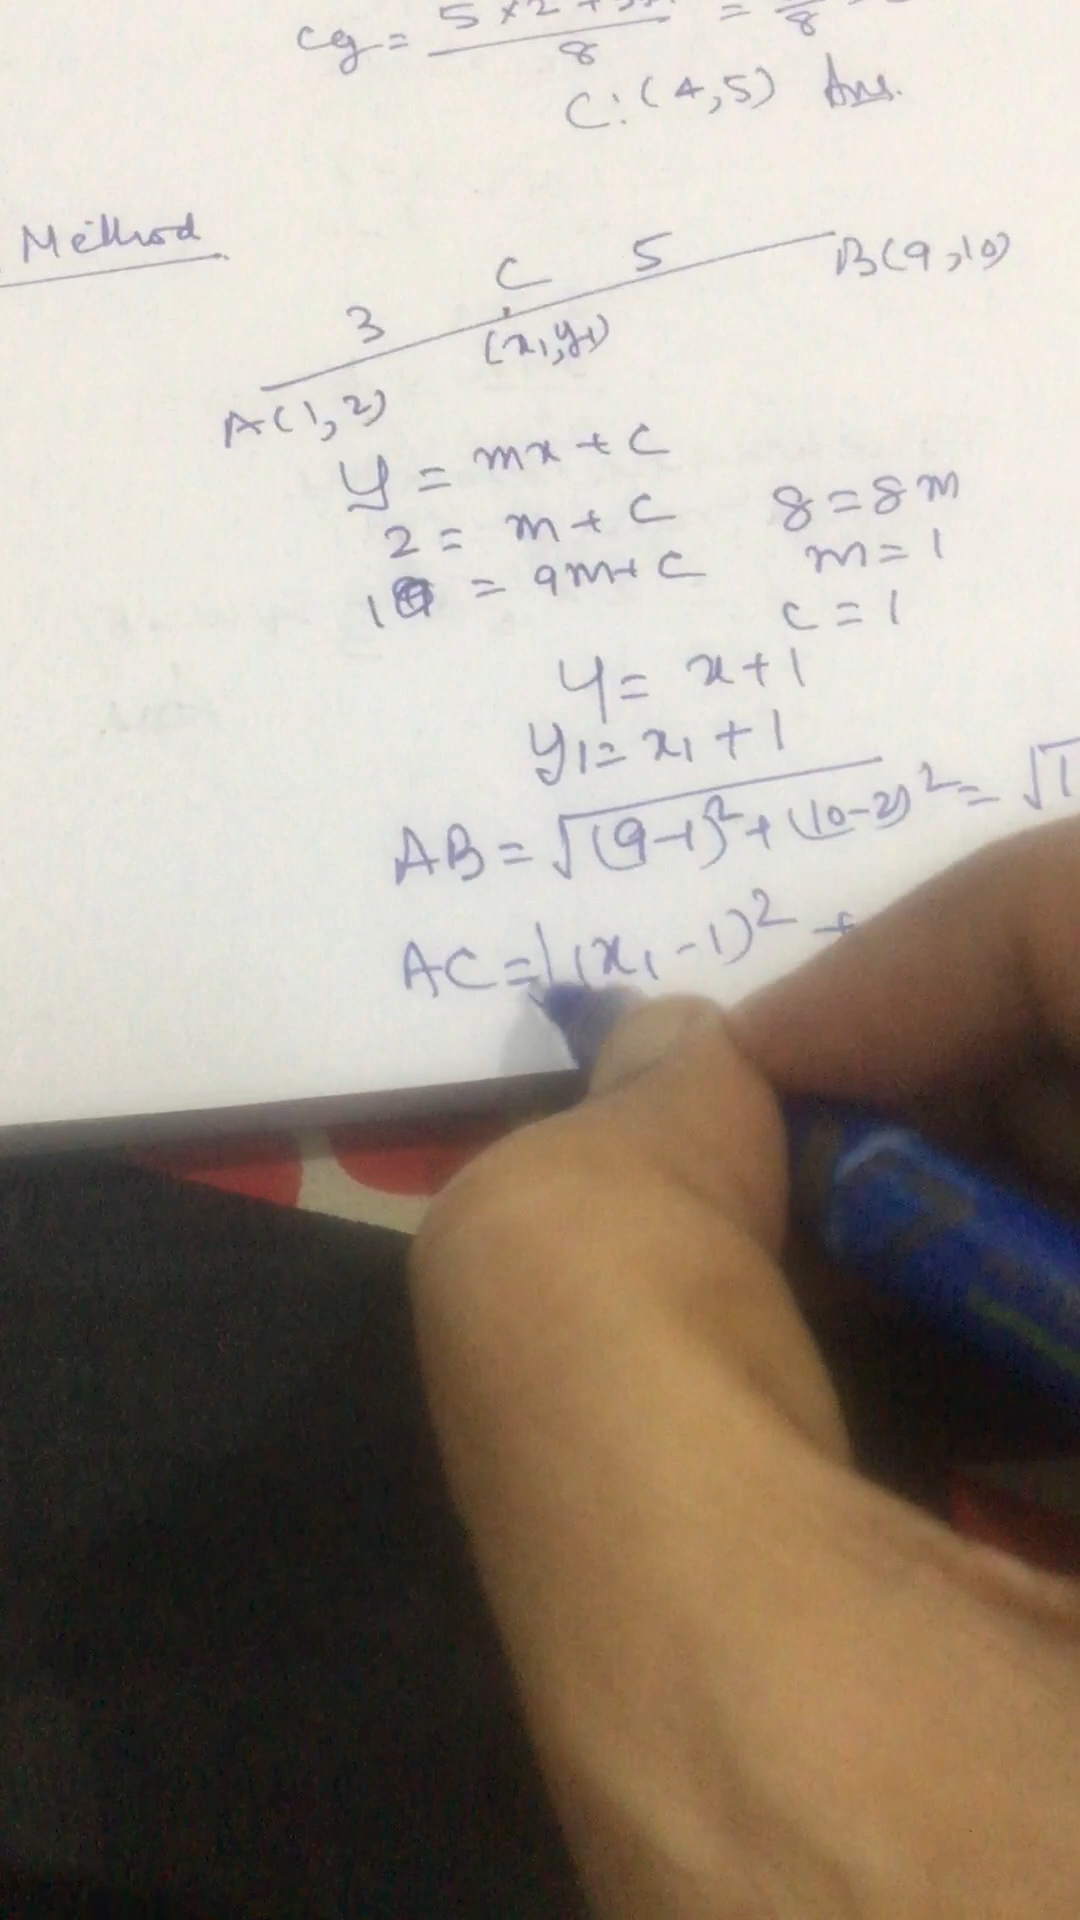 Cy = 5×2+ / 8 = /8
C:(4,5) Ans.
Method
3 C 5 B(9,10)
(x₁,y₁)
A(1,2)
y = mx+c
2 = m+c 8=8m
10 = 9m+c m=1
c=1
y = x+1
y₁=x₁+1
AB=√(9-1)²+(10-2)²=√1
AC=(x₁-1)²+